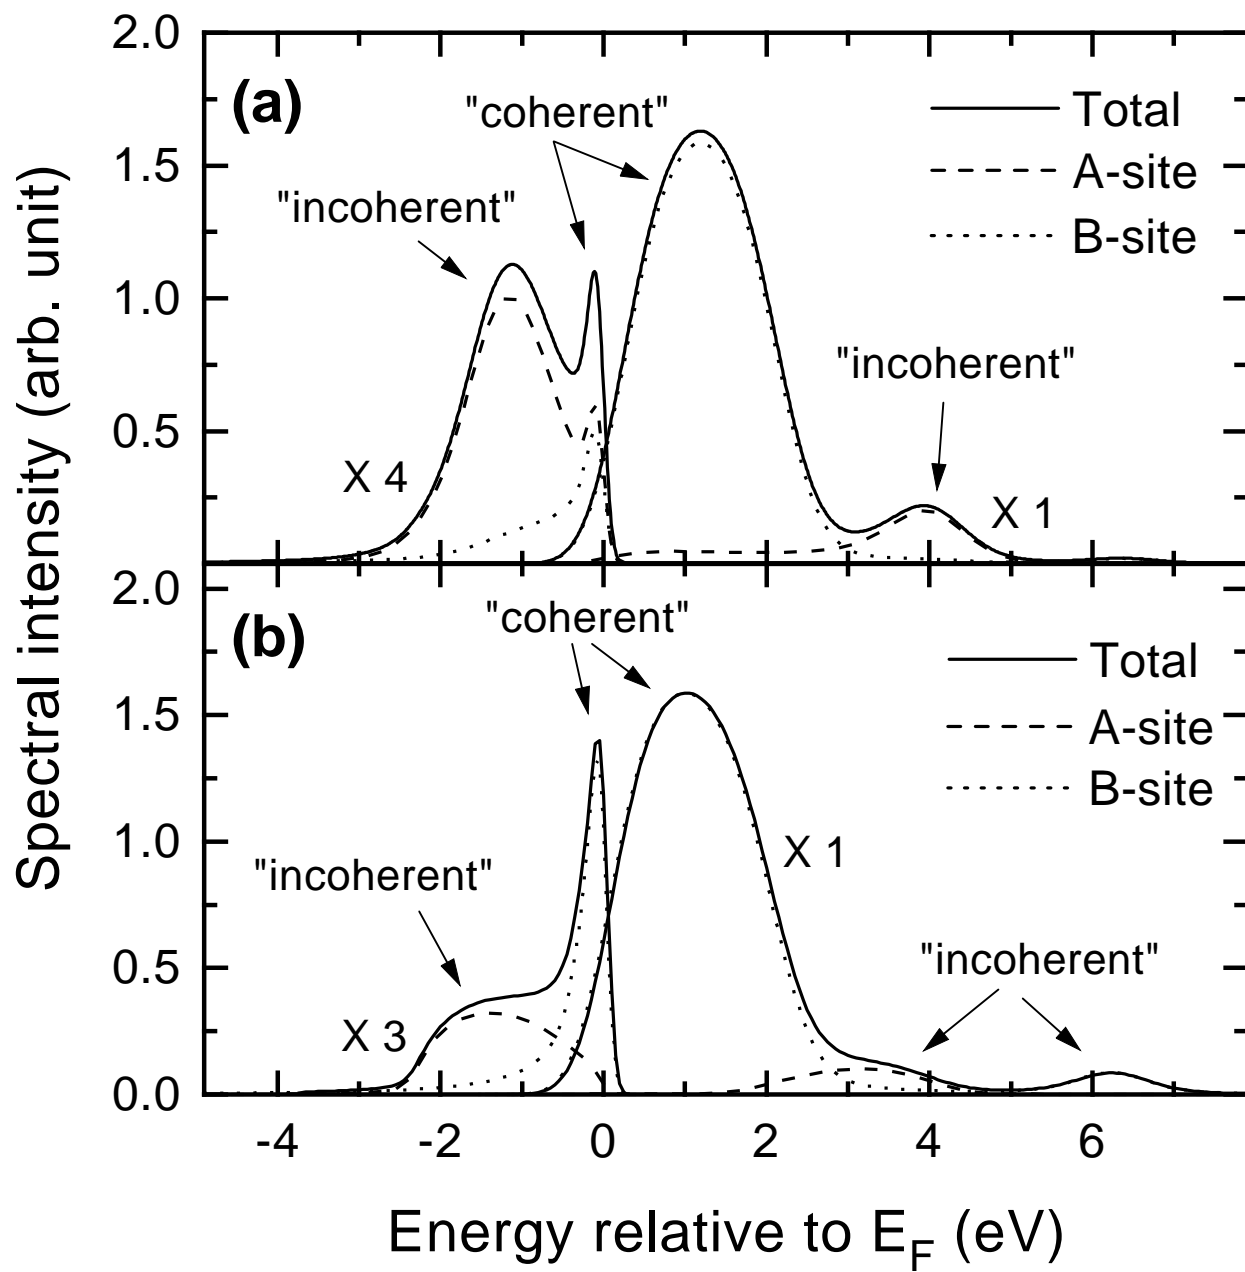 2.0
(a)
"coherent"
Total
A-site
B-site
1.5
"incoherent"
1.0
"incoherent"
0.5
X 4
X 1
2.0
(b)
"coherent"
Total
A-site
B-site
1.5
1.0
X 1
"incoherent"
"incoherent"
0.5
X 3
0.0
-4 -2 0 2 4 6
Energy relative to E_F (eV)
Spectral intensity (arb. unit)